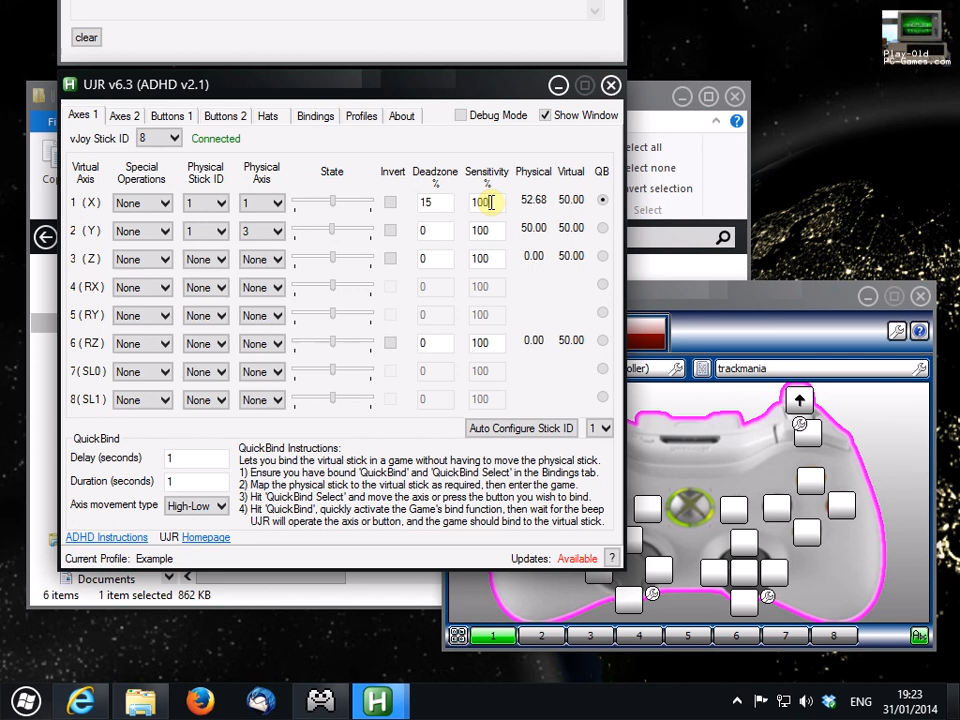 clear
Play-Old
PC-Games.com
UJR v6.3 (ADHD v2.1)
Axes 1 Axes 2 Buttons 1 Buttons 2 Hats Bindings Profiles About Debug Mode Show Window
vJoy Stick ID 8 Connected
Virtual Axis Special Operations Physical Stick ID Physical Axis State Invert Deadzone % Sensitivity % Physical Virtual QB
1 (X) None 1 1 15 100 52.68 50.00
2 (Y) None 1 3 0 100 50.00 50.00
3 (Z) None None None 0 100 0.00 50.00
4 (RX) None None None 0 100
5 (RY) None None None 0 100
6 (RZ) None None None 0 100 0.00 50.00
7 (SL0) None None None 0 100
8 (SL1) None None None 0 100
Auto Configure Stick ID 1
QuickBind
Delay (seconds) 1
Duration (seconds) 1
Axis movement type High-Low
QuickBind Instructions:
Lets you bind the virtual stick in a game without having to move the physical stick.
1) Ensure you have bound 'QuickBind' and 'QuickBind Select' in the Bindings tab.
2) Map the physical stick to the virtual stick as required, then enter the game.
3) Hit 'QuickBind Select' and move the axis or press the button you wish to bind.
4) Hit 'QuickBind', quickly activate the Game's bind function, then wait for the beep
UJR will operate the axis or button, and the game should bind to the virtual stick.
ADHD Instructions UJR Homepage
Current Profile: Example Updates: Available ?
Fi
Co
elect all
elect none
nvert selection
Select
oller) trackmania
Documents
6 items 1 item selected 862 KB
1 2 3 4 5 6 7 8
ENG
19:23
31/01/2014